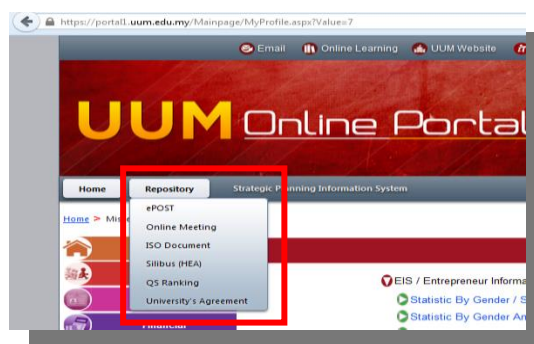 https://portal1.uum.edu.my/Mainpage/MyProfile.aspx?Value=7
Email Online Learning UUM Website
UUM Online Portal
Home Repository Strategic Planning Information System
Home >
ePOST
Online Meeting
ISO Document
Silibus (HEA)
QS Ranking
University's Agreement
EIS / Entrepreneur Informa
Statistic By Gender / S
Statistic By Gender An
Financial